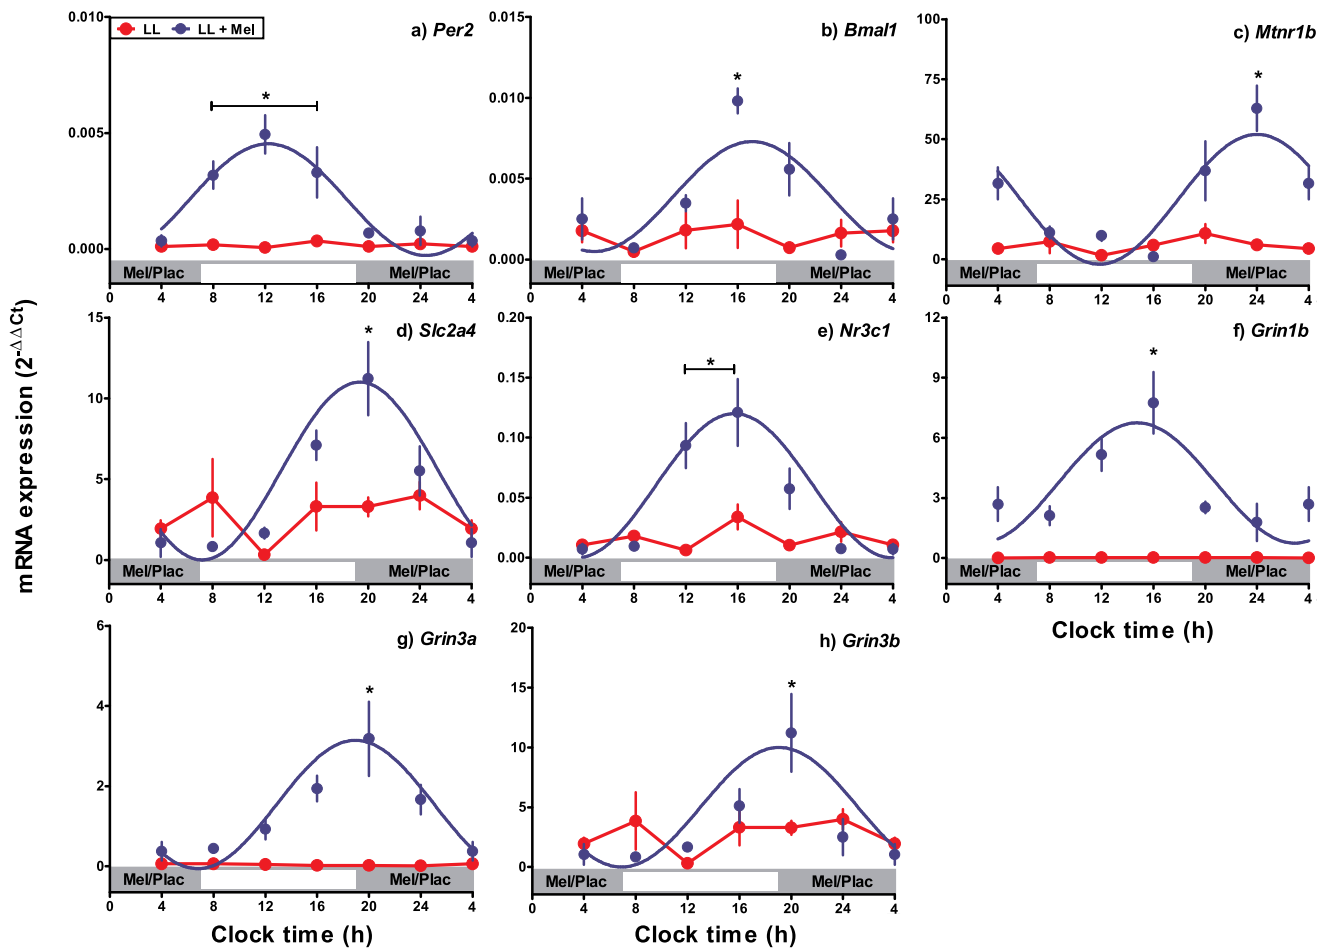 LL LL + Mel
a) Per2
0.010
0.005
0.000
*
Mel/Plac Mel/Plac
0 4 8 12 16 20 24 4
b) Bmal1
0.015
0.010
0.005
0.000
*
Mel/Plac Mel/Plac
0 4 8 12 16 20 24 4
c) Mtnr1b
100
75
50
25
0
*
Mel/Plac Mel/Plac
0 4 8 12 16 20 24 4
mRNA expression (2-ΔΔCt)
d) Slc2a4
15
10
5
0
*
Mel/Plac Mel/Plac
0 4 8 12 16 20 24 4
e) Nr3c1
0.20
0.15
0.10
0.05
0.00
*
Mel/Plac Mel/Plac
0 4 8 12 16 20 24 4
f) Grin1b
12
9
6
3
0
*
Mel/Plac Mel/Plac
0 4 8 12 16 20 24 4
Clock time (h)
g) Grin3a
6
4
2
0
*
Mel/Plac Mel/Plac
0 4 8 12 16 20 24 4
Clock time (h)
h) Grin3b
20
15
10
5
0
*
Mel/Plac Mel/Plac
0 4 8 12 16 20 24 4
Clock time (h)